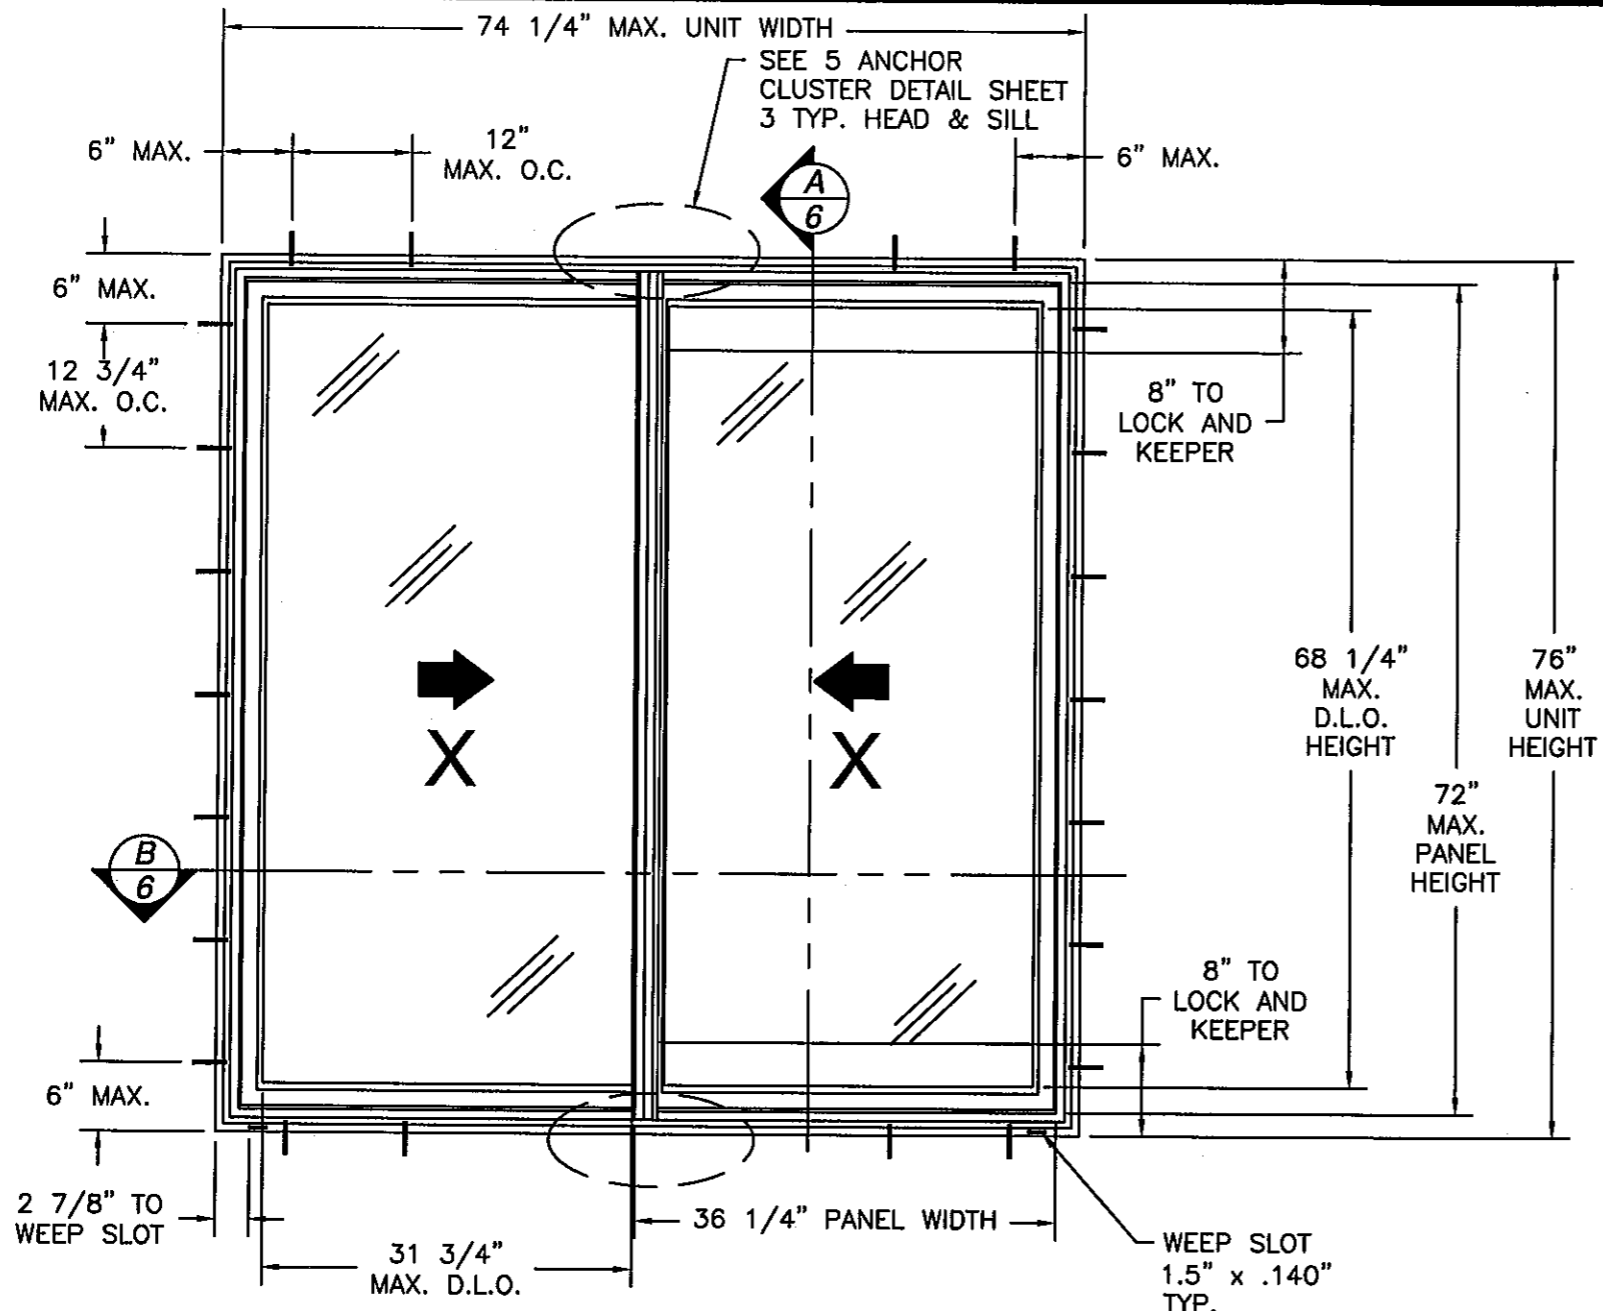 74 1/4" MAX. UNIT WIDTH
SEE 5 ANCHOR
CLUSTER DETAIL SHEET
3 TYP. HEAD & SILL
6" MAX.
12"
MAX. O.C.
A
6
6" MAX.
6" MAX.
12 3/4"
MAX. O.C.
8" TO
LOCK AND
KEEPER
68 1/4"
MAX.
D.L.O.
HEIGHT
76"
MAX.
UNIT
HEIGHT
X
X
72"
MAX.
PANEL
HEIGHT
B
6
8" TO
LOCK AND
KEEPER
6" MAX.
2 7/8" TO
WEEP SLOT
36 1/4" PANEL WIDTH
31 3/4"
MAX. D.L.O.
WEEP SLOT
1.5" x .140"
TYP.